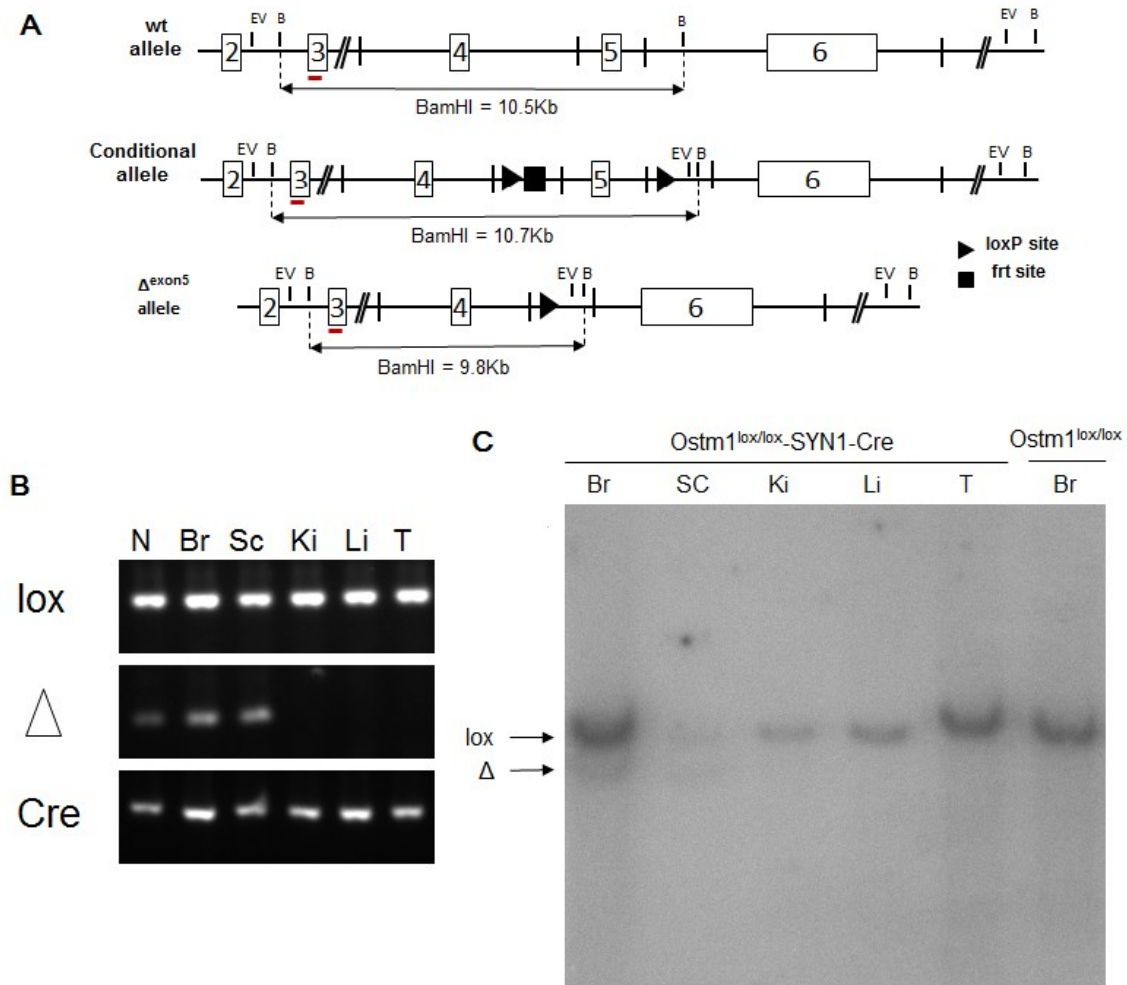 A
wt
allele
EV B B EV B
2 3 4 5 6
BamHI = 10.5Kb
Conditional
allele
EV B EV B EV B
2 3 4 5 6
BamHI = 10.7Kb
loxP site
frt site
Δexon5
allele
EV B EV B EV B
2 3 4 6
BamHI = 9.8Kb
B
N Br Sc Ki Li T
lox
△
Cre
C
Ostm1lox/lox-SYN1-Cre Ostm1lox/lox
Br SC Ki Li T Br
lox
Δ